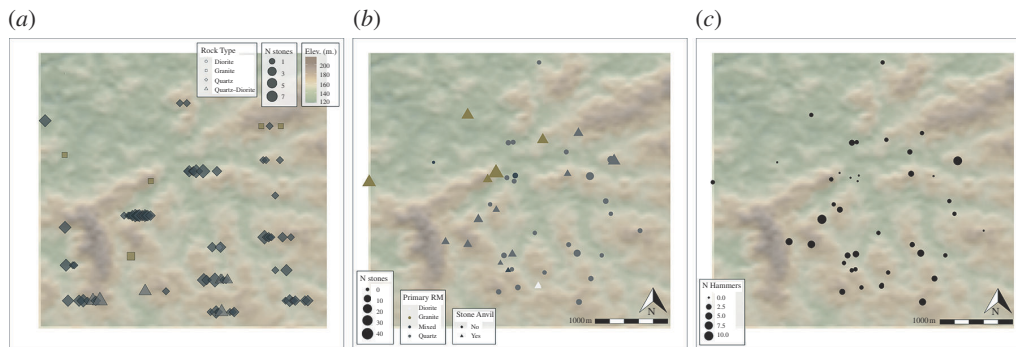 (a)
Rock Type
Diorite
Granite
Quartz
Quartz–Diorite
N stones
1
3
5
7
Elev. (m.)
200
180
160
140
120
(b)
N stones
0
10
20
30
40
Primary RM
Diorite
Granite
Mixed
Quartz
Stone Anvil
No
Yes
1000m
N
(c)
N Hammers
0.0
2.5
5.0
7.5
10.0
1000m
N